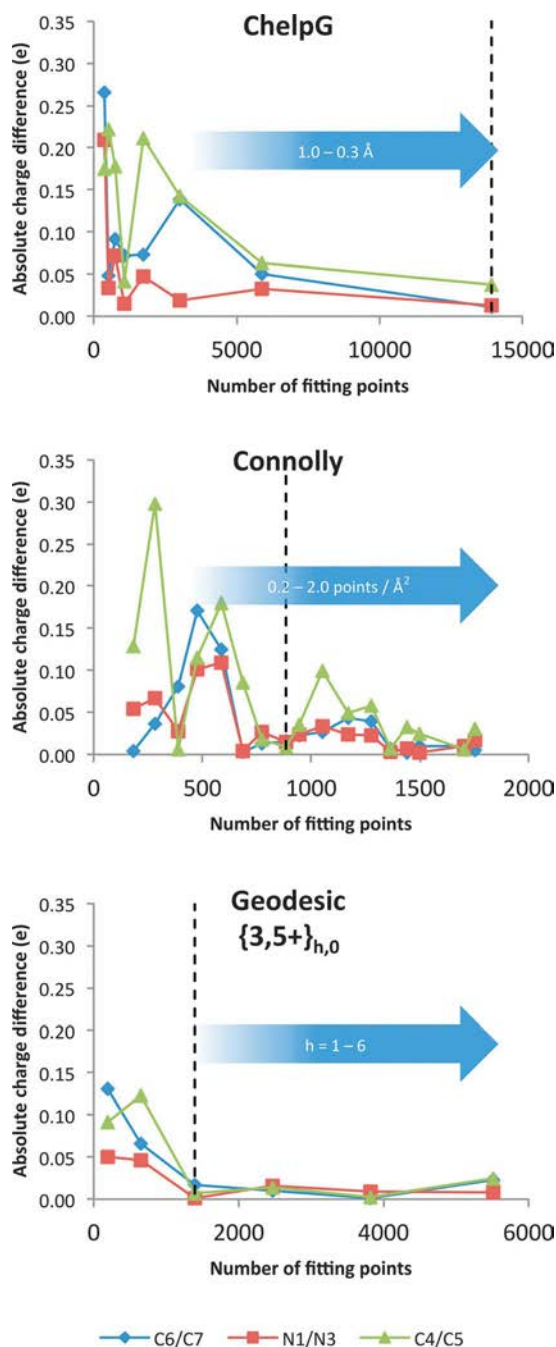 ChelpG
0.35
0.30
0.25
0.20
0.15
0.10
0.05
0.00
Absolute charge difference (e)
1.0 – 0.3 Å
0 5000 10000 15000
Number of fitting points
Connolly
0.35
0.30
0.25
0.20
0.15
0.10
0.05
0.00
Absolute charge difference (e)
0.2 – 2.0 points / Å²
0 500 1000 1500 2000
Number of fitting points
Geodesic
{3,5+}h,0
0.35
0.30
0.25
0.20
0.15
0.10
0.05
0.00
Absolute charge difference (e)
h = 1 – 6
0 2000 4000 6000
Number of fitting points
C6/C7 N1/N3 C4/C5